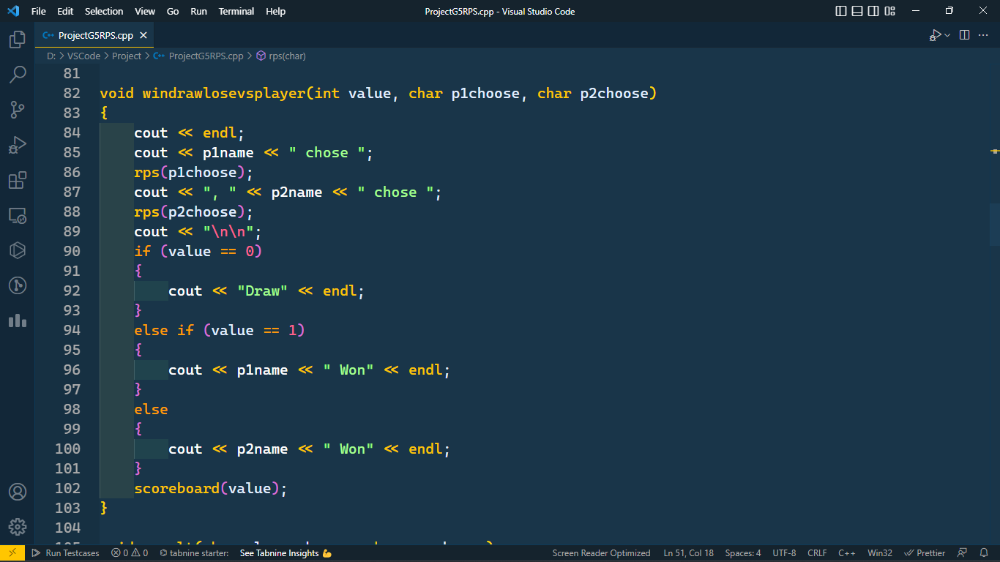 File Edit Selection View Go Run Terminal Help ProjectG5RPS.cpp - Visual Studio Code
C++ ProjectG5RPS.cpp
D: > VSCode > Project > C++ ProjectG5RPS.cpp > rps(char)
81
82 void windrawlosevsplayer(int value, char p1choose, char p2choose)
83 {
84 cout << endl;
85 cout << p1name << " chose ";
86 rps(p1choose);
87 cout << ", " << p2name << " chose ";
88 rps(p2choose);
89 cout << "\n\n";
90 if (value == 0)
91 {
92 cout << "Draw" << endl;
93 }
94 else if (value == 1)
95 {
96 cout << p1name << " Won" << endl;
97 }
98 else
99 {
100 cout << p2name << " Won" << endl;
101 }
102 scoreboard(value);
103 }
104
Run Testcases 0 0 tabnine starter: See Tabnine Insights 💪 Screen Reader Optimized Ln 51, Col 18 Spaces: 4 UTF-8 CRLF C++ Win32 Prettier